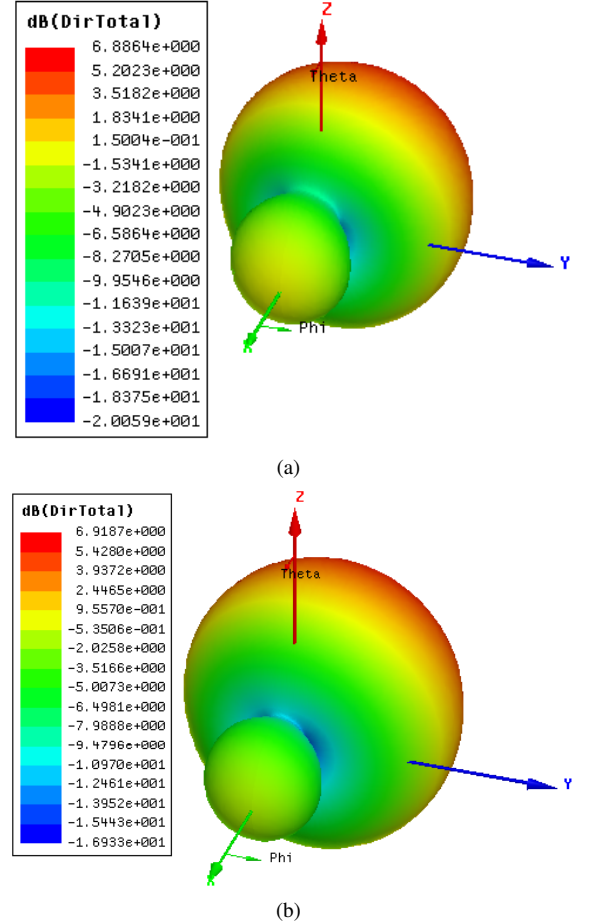 dB(DirTotal)
6.8864e+000
5.2023e+000
3.5182e+000
1.8341e+000
1.5004e-001
-1.5341e+000
-3.2182e+000
-4.9023e+000
-6.5864e+000
-8.2705e+000
-9.9546e+000
-1.1639e+001
-1.3323e+001
-1.5007e+001
-1.6691e+001
-1.8375e+001
-2.0059e+001
Z
Theta
Y
Phi
X
(a)
dB(DirTotal)
6.9187e+000
5.4280e+000
3.9372e+000
2.4465e+000
9.5570e-001
-5.3506e-001
-2.0258e+000
-3.5166e+000
-5.0073e+000
-6.4981e+000
-7.9888e+000
-9.4796e+000
-1.0970e+001
-1.2461e+001
-1.3952e+001
-1.5443e+001
-1.6933e+001
Z
Theta
Y
Phi
X
(b)